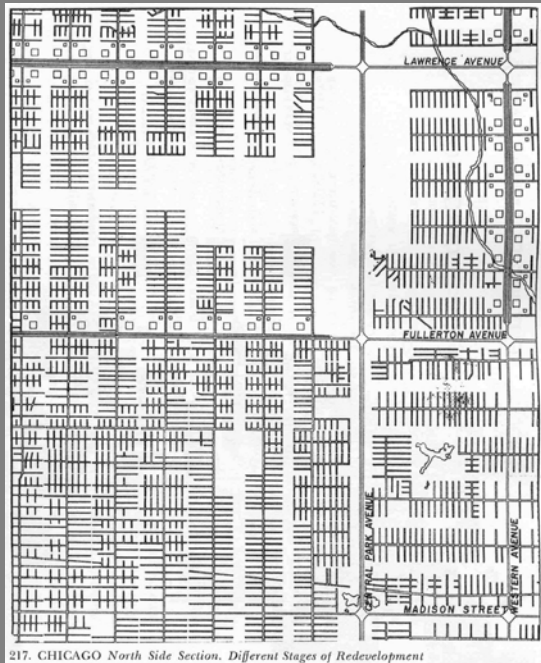 LAWRENCE AVENUE
FULLERTON AVENUE
CENTRAL PARK AVENUE
WESTERN AVENUE
MADISON STREET
217. CHICAGO North Side Section. Different Stages of Redevelopment